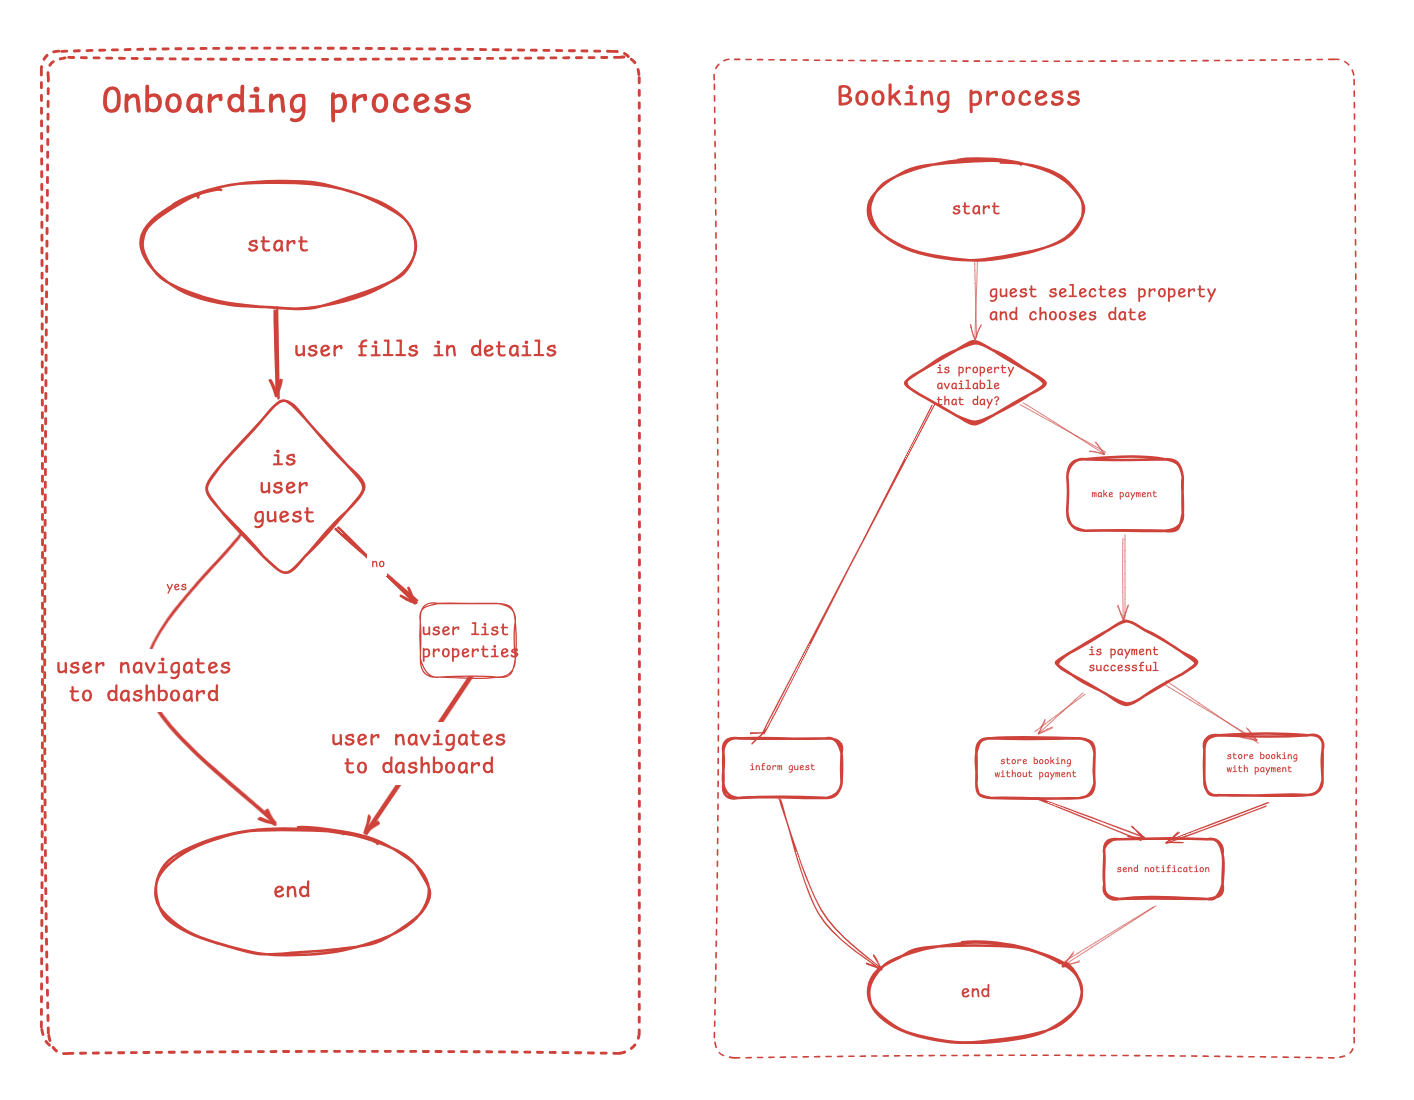 Onboarding process
start
user fills in details
is
user
guest
yes
no
user list
properties
user navigates
to dashboard
user navigates
to dashboard
end
Booking process
start
guest selectes property
and chooses date
is property
available
that day?
make payment
is payment
successful
inform guest
store booking
without payment
store booking
with payment
send notification
end